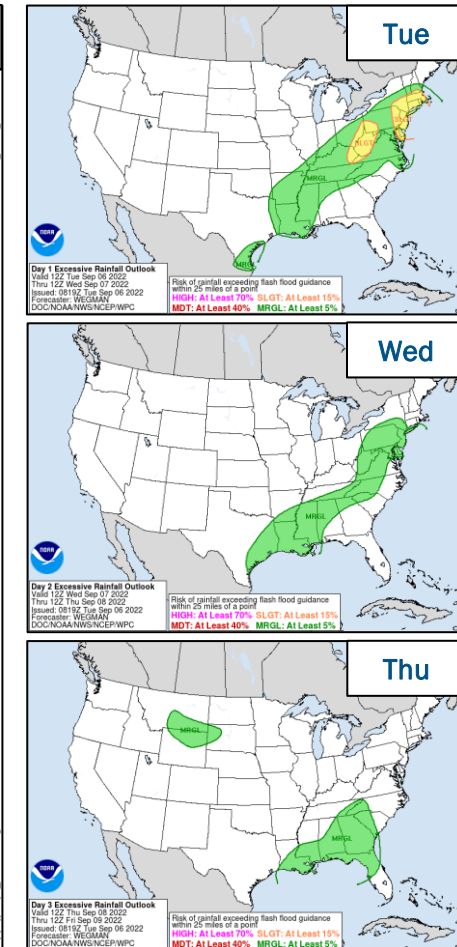 Tue
SLGT
SLGT
MRGL
MRGL
NOAA
Day 1 Excessive Rainfall Outlook
Valid 12Z Tue Sep 06 2022
Thru 12Z Wed Sep 07 2022
Issued: 0819Z Tue Sep 06 2022
Forecaster: WEGMAN
DOC/NOAA/NWS/NCEP/WPC
Risk of rainfall exceeding flash flood guidance
within 25 miles of a point
HIGH: At Least 70% SLGT: At Least 15%
MDT: At Least 40% MRGL: At Least 5%
Wed
MRGL
NOAA
Day 2 Excessive Rainfall Outlook
Valid 12Z Wed Sep 07 2022
Thru 12Z Thu Sep 08 2022
Issued: 0819Z Tue Sep 06 2022
Forecaster: WEGMAN
DOC/NOAA/NWS/NCEP/WPC
Risk of rainfall exceeding flash flood guidance
within 25 miles of a point
HIGH: At Least 70% SLGT: At Least 15%
MDT: At Least 40% MRGL: At Least 5%
Thu
MRGL
MRGL
NOAA
Day 3 Excessive Rainfall Outlook
Valid 12Z Thu Sep 08 2022
Thru 12Z Fri Sep 09 2022
Issued: 0819Z Tue Sep 06 2022
Forecaster: WEGMAN
DOC/NOAA/NWS/NCEP/WPC
Risk of rainfall exceeding flash flood guidance
within 25 miles of a point
HIGH: At Least 70% SLGT: At Least 15%
MDT: At Least 40% MRGL: At Least 5%